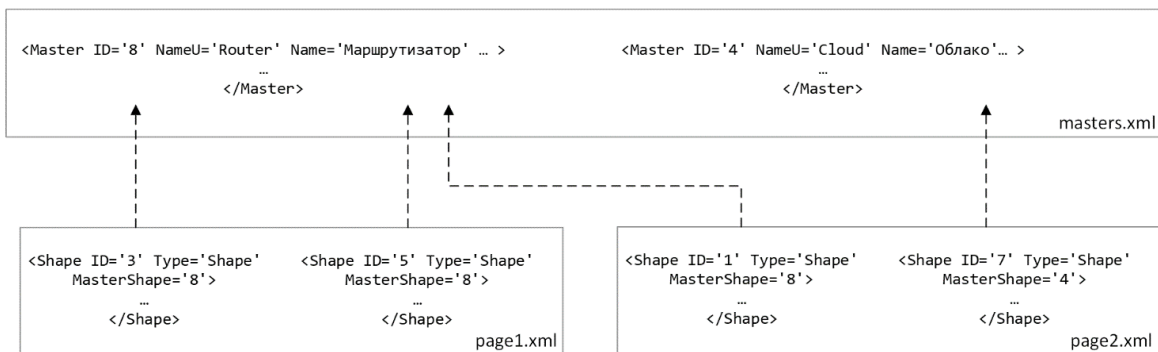 <Master ID='8' NameU='Router' Name='Маршрутизатор' … >
…
</Master>
<Master ID='4' NameU='Cloud' Name='Облако'… >
…
</Master>
masters.xml
<Shape ID='3' Type='Shape'
MasterShape='8'>
…
</Shape>
<Shape ID='5' Type='Shape'
MasterShape='8'>
…
</Shape>
page1.xml
<Shape ID='1' Type='Shape'
MasterShape='8'>
…
</Shape>
<Shape ID='7' Type='Shape'
MasterShape='4'>
…
</Shape>
page2.xml